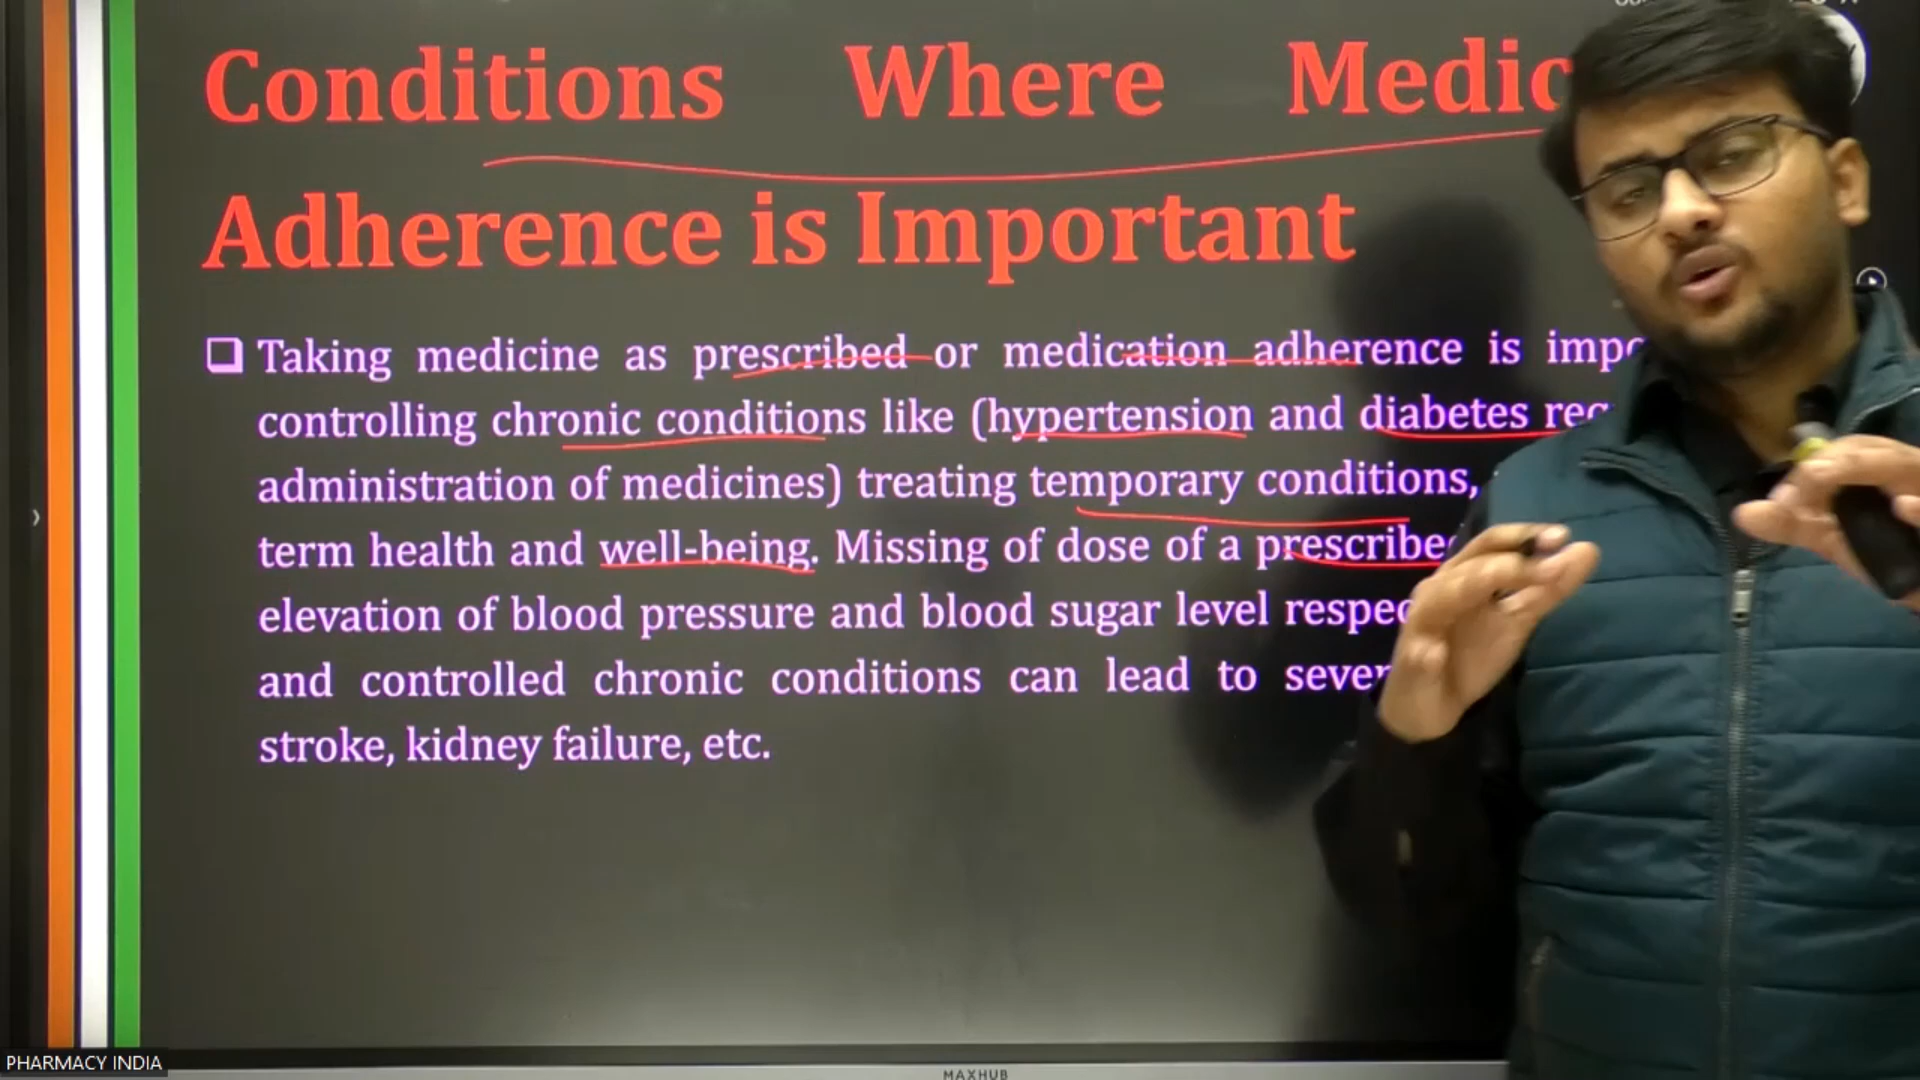 Conditions Where Medic
Adherence is Important
Taking medicine as prescribed or medication adherence is impo
controlling chronic conditions like (hypertension and diabetes req
administration of medicines) treating temporary conditions,
term health and well-being. Missing of dose of a prescribed
elevation of blood pressure and blood sugar level respec
and controlled chronic conditions can lead to sever
stroke, kidney failure, etc.
PHARMACY INDIA
MAXHUB